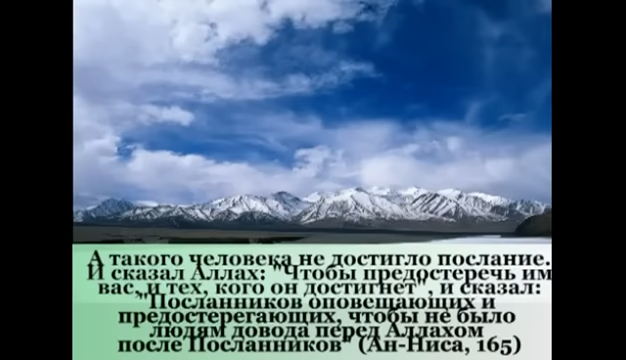 А такого человека не достигло послание.
И сказал Аллах: "Чтобы предостеречь им
вас, и тех, кого он достигнет", и сказал:
"Посланников оповещающих и
предостерегающих, чтобы не было
людям довода перед Аллахом
после Посланников" (Ан-Ниса, 165)